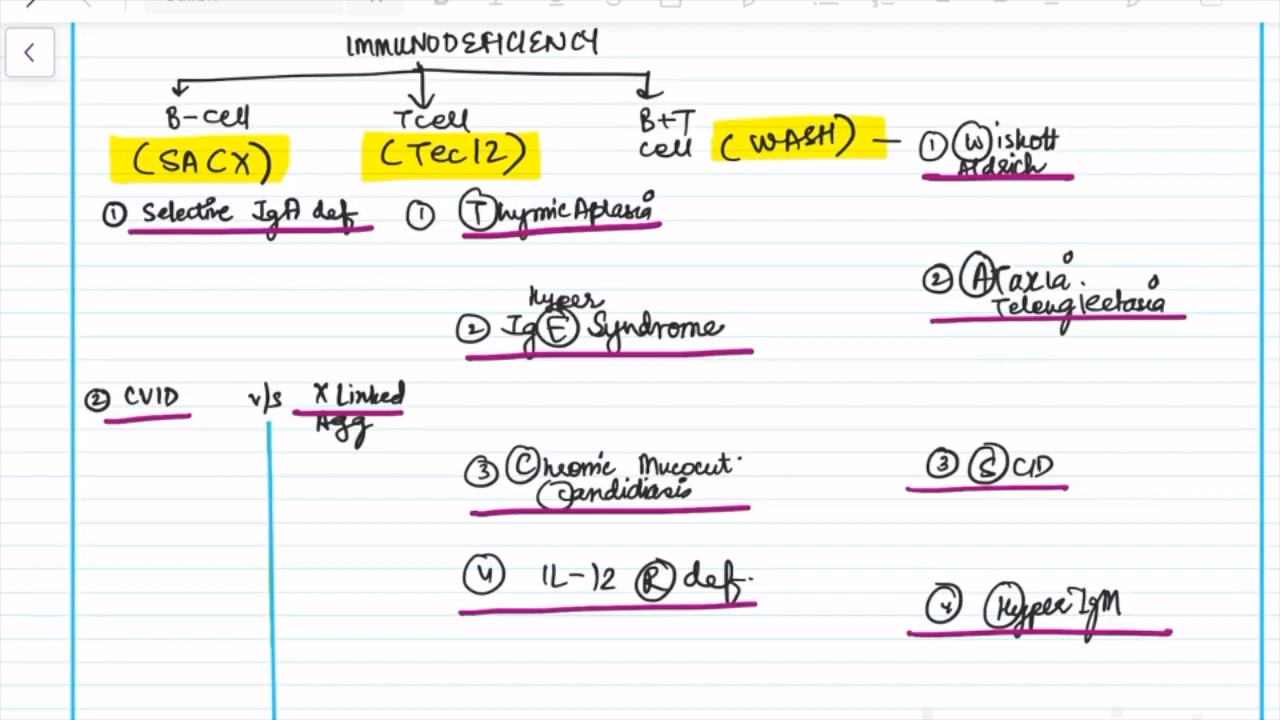 IMMUNODEFICIENCY
B-cell
(SACX)
Tcell
(TEC12)
B+T
cell
(WASH) –
① Wiskott
Aldrich
① Selective IgA def
① Thymic Aplasia
② ATaxia.
Telengiectasia
Hyper
② IgE Syndrome
② CVID v/s X Linked
Agg
③ Chronic Mucocut.
Candidiasis
③ SCID
④ IL-12 R def.
④ Hyper IgM